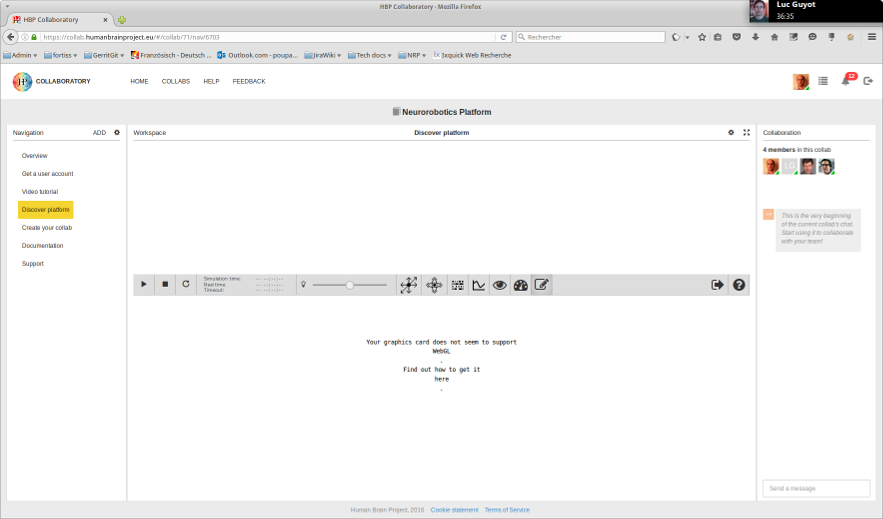 HBP Collaboratory - Mozilla Firefox
Luc Guyot
36:35
HBP Collaboratory
https://collab.humanbrainproject.eu/#/collab/71/nav/6703
Rechercher
Admin
fortiss
GerritGit
Französisch - Deutsch ...
Outlook.com - poupa...
JiraWiki
Tech docs
NRP
Ixquick Web Recherche
HBP
COLLABORATORY
HOME
COLLABS
HELP
FEEDBACK
12
Neurorobotics Platform
Navigation
ADD
Workspace
Discover platform
Collaboration
Overview
Get a user account
Video tutorial
Discover platform
Create your collab
Documentation
Support
4 members in this collab
LG
This is the very beginning
of the current collab's chat.
Start using it to collaborate
with your team!
Simulation time: -- --:--:--
Real time: -- --:--:--
Timeout: -- --:--:--
Your graphics card does not seem to support
WebGL
.
Find out how to get it
here
.
Send a message
Human Brain Project, 2016 Cookie statement Terms of Service